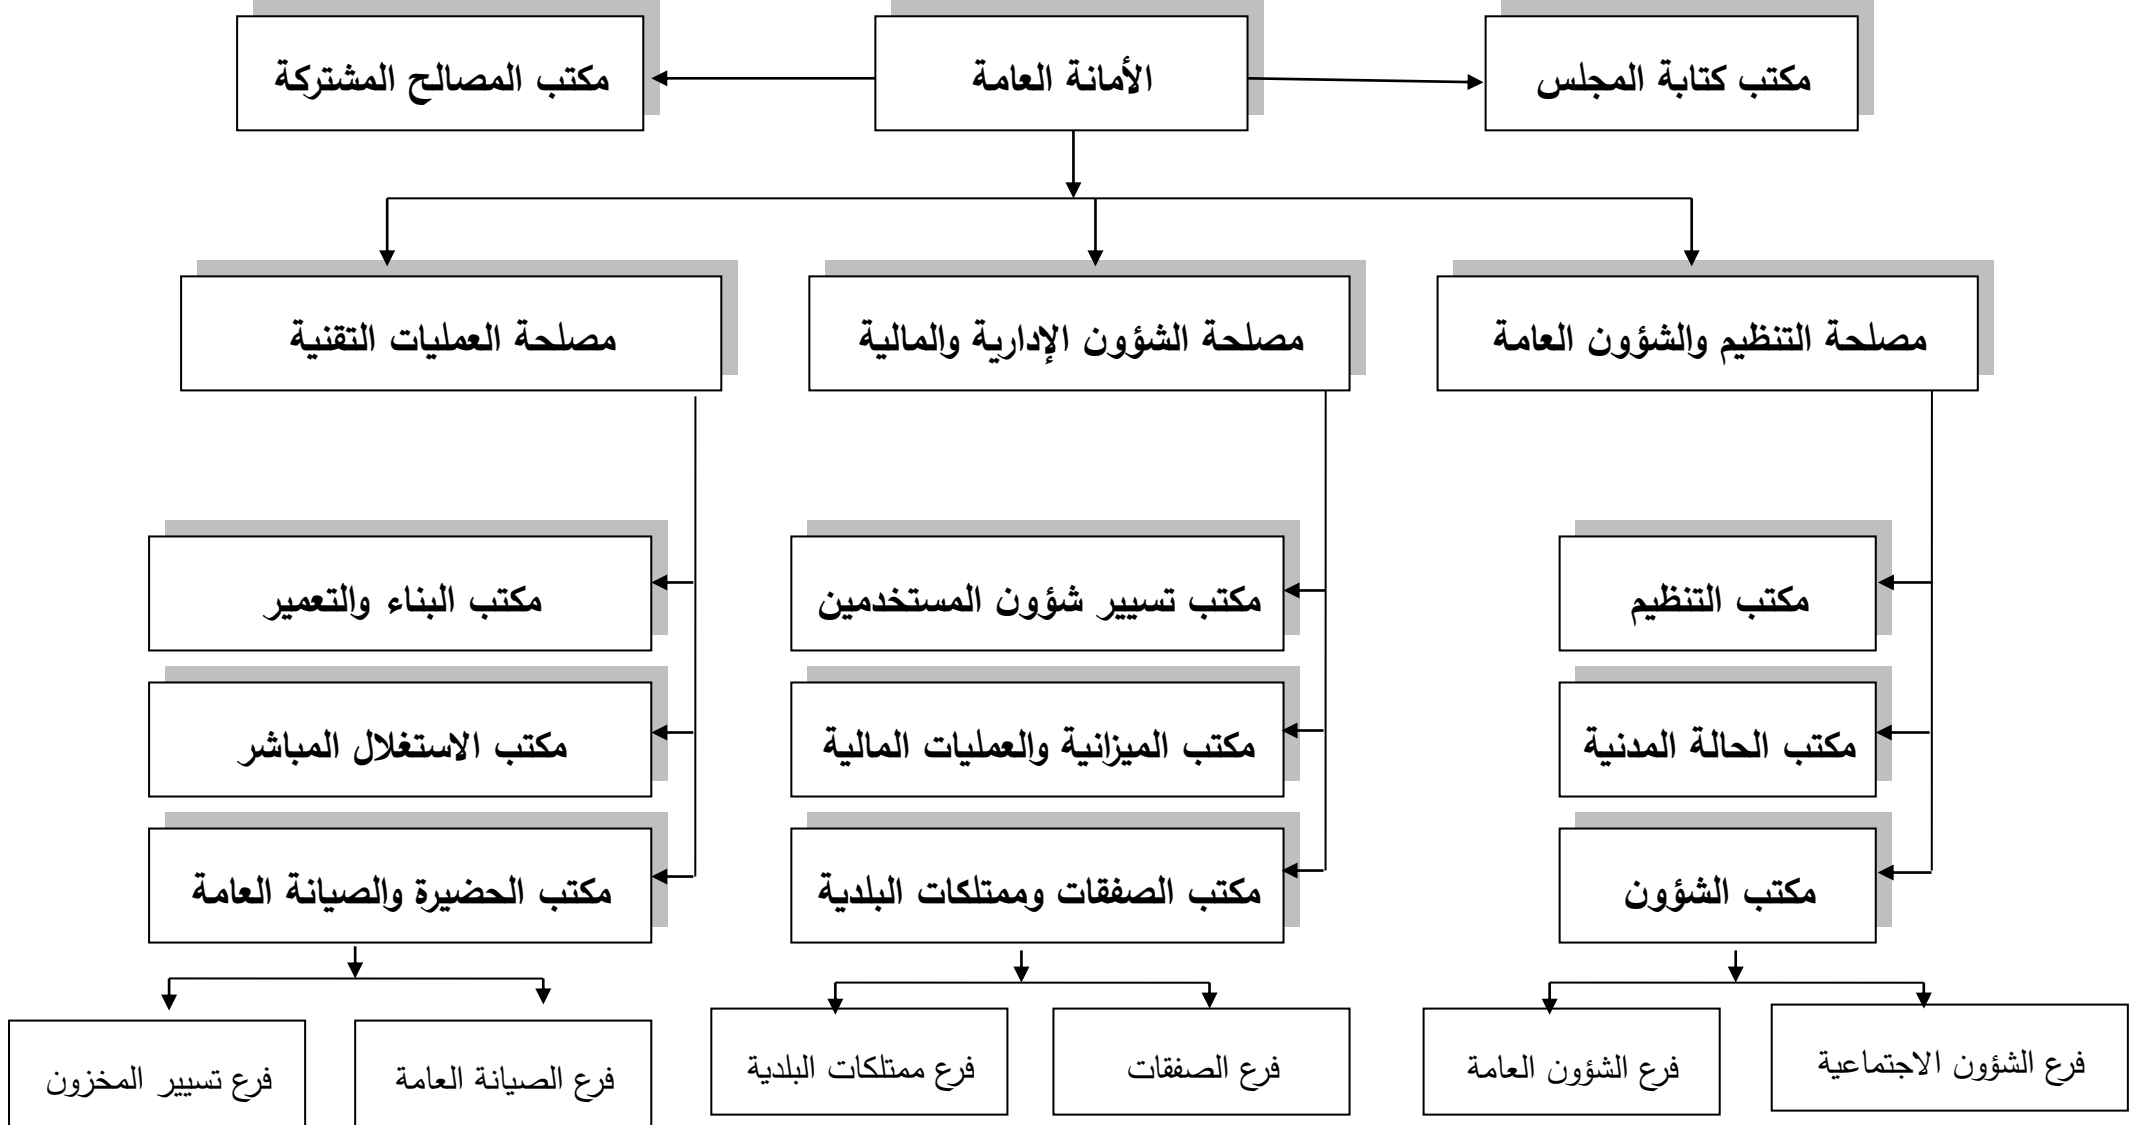 مكتب كتابة المجلس
الأمانة العامة
مكتب المصالح المشتركة
مصلحة التنظيم والشؤون العامة
مصلحة الشؤون الإدارية والمالية
مصلحة العمليات التقنية
مكتب التنظيم
مكتب تسيير شؤون المستخدمين
مكتب البناء والتعمير
مكتب الحالة المدنية
مكتب الميزانية والعمليات المالية
مكتب الاستغلال المباشر
مكتب الشؤون
مكتب الصفقات وممتلكات البلدية
مكتب الحضيرة والصيانة العامة
فرع الشؤون الاجتماعية
فرع الشؤون العامة
فرع الصفقات
فرع ممتلكات البلدية
فرع الصيانة العامة
فرع تسيير المخزون